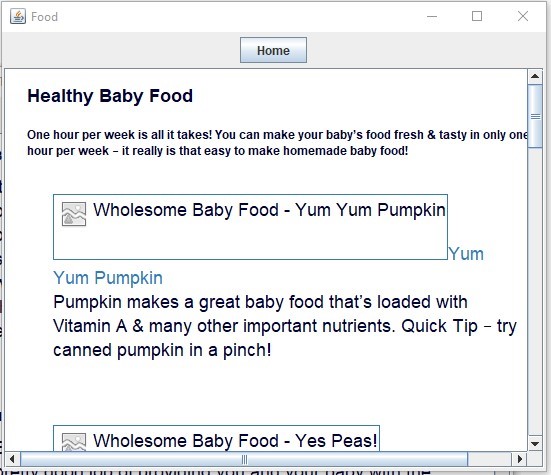 Food
Home
Healthy Baby Food
One hour per week is all it takes! You can make your baby's food fresh & tasty in only one
hour per week – it really is that easy to make homemade baby food!
Wholesome Baby Food - Yum Yum Pumpkin
Yum
Yum Pumpkin
Pumpkin makes a great baby food that's loaded with
Vitamin A & many other important nutrients. Quick Tip – try
canned pumpkin in a pinch!
Wholesome Baby Food - Yes Peas!